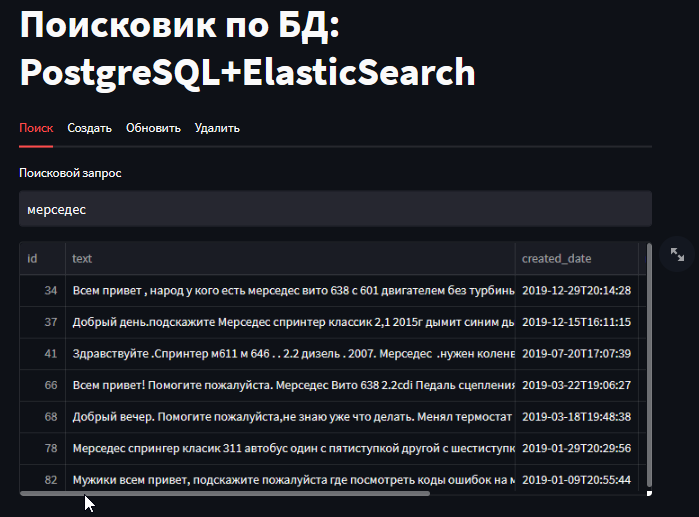 Поисковик по БД:
PostgreSQL+ElasticSearch
Поиск Создать Обновить Удалить
Поисковый запрос
мерседес
id text created_date
34 Всем привет , народ у кого есть мерседес вито 638 с 601 двигателем без турбины 2019-12-29T20:14:28
37 Добрый день.подскажите Мерседес спринтер классик 2,1 2015г дымит синим ды 2019-12-15T16:11:15
41 Здравствуйте .Спринтер м611 м 646 . . 2.2 дизель . 2007. Мерседес .нужен коленв 2019-07-20T17:07:39
66 Всем привет! Помогите пожалуйста. Мерседес Вито 638 2.2cdi Педаль сцепления 2019-03-22T19:06:27
68 Добрый вечер. Помогите пожалуйста,не знаю уже что делать. Менял термостат 2019-03-18T19:48:38
78 Мерседес спрингер класик 311 автобус один с пятиступкой другой с шестиступк 2019-01-29T20:29:56
82 Мужики всем привет, подскажите пожалуйста где посмотреть коды ошибок на м 2019-01-09T20:55:44